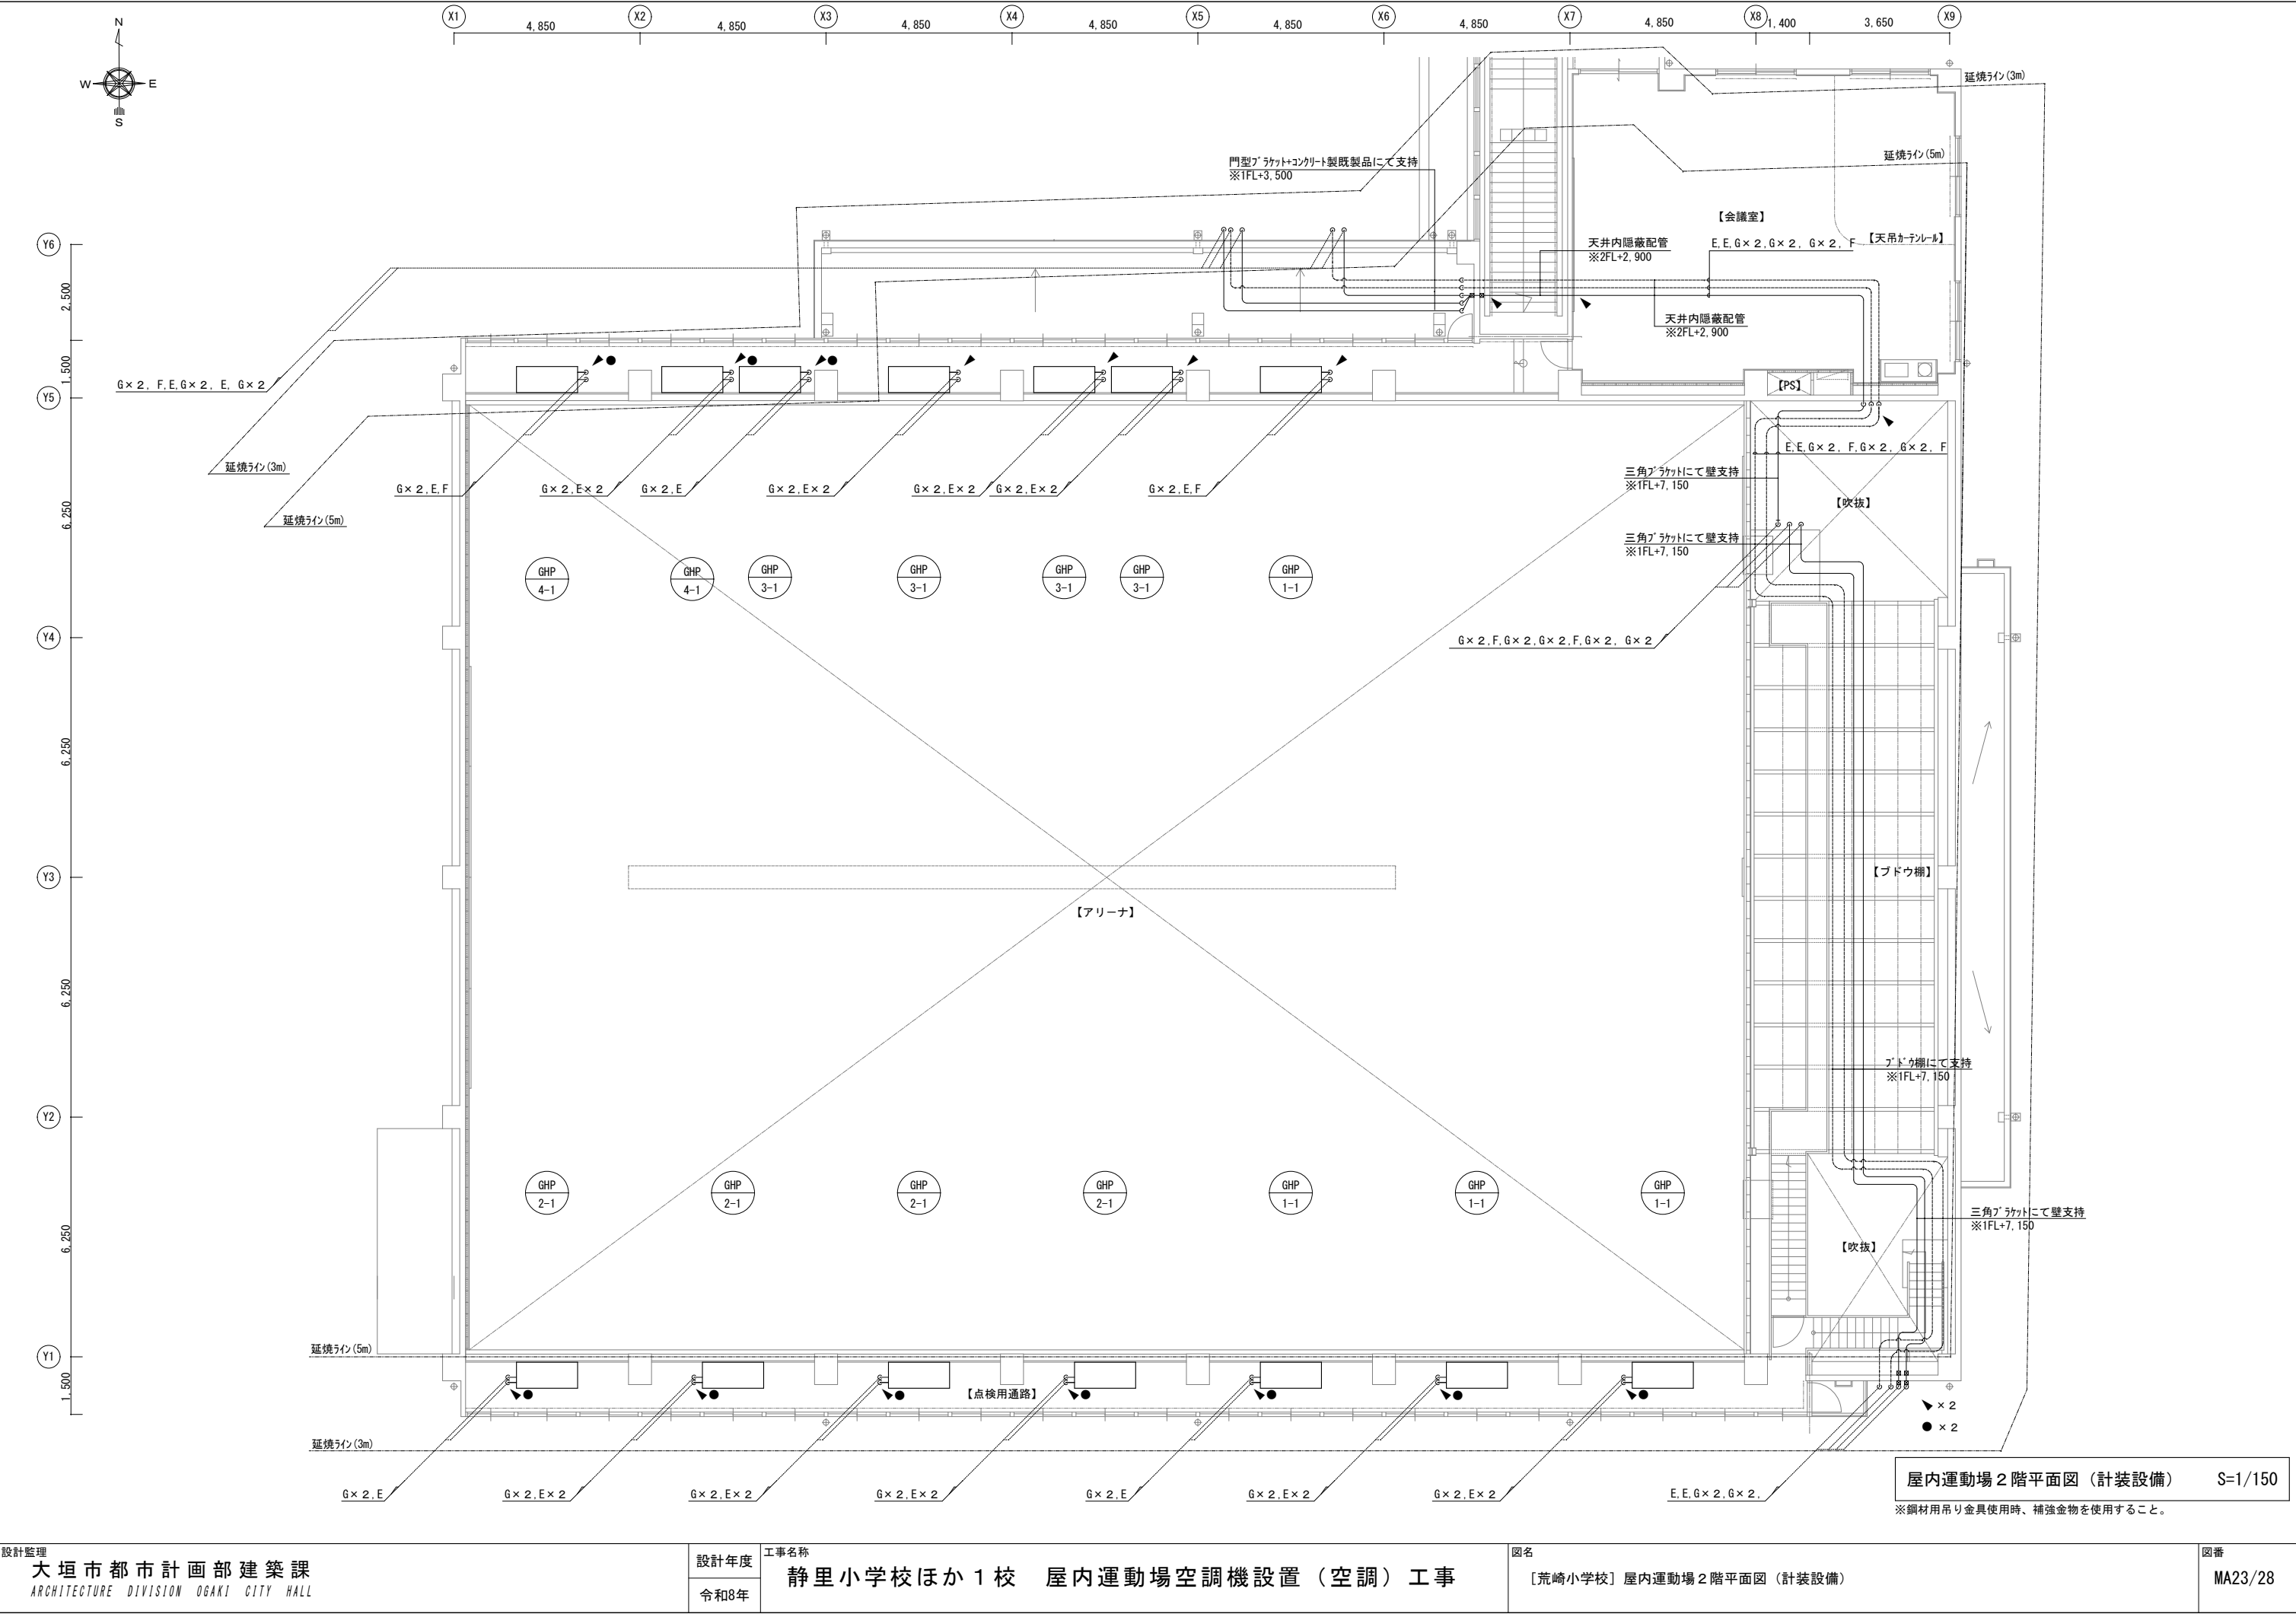 X1 X2 X3 X4 X5 X6 X7 X8 X9
4,850 4,850 4,850 4,850 4,850 4,850 4,850 1,400 3,650
N
W E
S
延焼ライン(3m)
延焼ライン(5m)
門型ブラケット+コンクリート製既製品にて支持
※1FL+3,500
【会議室】
天井内隠蔽配管
※2FL+2,900
E,E,G×2,G×2, G×2, F
【天吊カーテンレール】
天井内隠蔽配管
※2FL+2,900
Y6
2,500
1,500
Y5
6,250
Y4
6,250
Y3
6,250
Y2
6,250
Y1
1,500
G×2, F,E,G×2, E, G×2
【PS】
延焼ライン(3m)
延焼ライン(5m)
G×2,E,F
G×2,E×2
G×2,E
G×2,E×2
G×2,E×2
G×2,E×2
G×2,E,F
E,E,G×2, F,G×2, G×2, F
三角ブラケットにて壁支持
※1FL+7,150
【吹抜】
三角ブラケットにて壁支持
※1FL+7,150
GHP
4-1
GHP
4-1
GHP
3-1
GHP
3-1
GHP
3-1
GHP
3-1
GHP
1-1
G×2,F,G×2,G×2,F,G×2, G×2
【ブドウ棚】
【アリーナ】
ブドウ棚にて支持
※1FL+7,150
GHP
2-1
GHP
2-1
GHP
2-1
GHP
2-1
GHP
1-1
GHP
1-1
GHP
1-1
三角ブラケットにて壁支持
※1FL+7,150
【吹抜】
延焼ライン(5m)
【点検用通路】
×2
×2
延焼ライン(3m)
G×2,E
G×2,E×2
G×2,E×2
G×2,E×2
G×2,E
G×2,E×2
G×2,E×2
E,E,G×2,G×2,
屋内運動場2階平面図(計装設備) S=1/150
※鋼材用吊り金具使用時、補強金物を使用すること。
設計監理
大垣市都市計画部建築課
ARCHITECTURE DIVISION OGAKI CITY HALL
設計年度
令和8年
工事名称
静里小学校ほか1校 屋内運動場空調機設置(空調)工事
図名
[荒崎小学校]屋内運動場2階平面図(計装設備)
図番
MA23/28